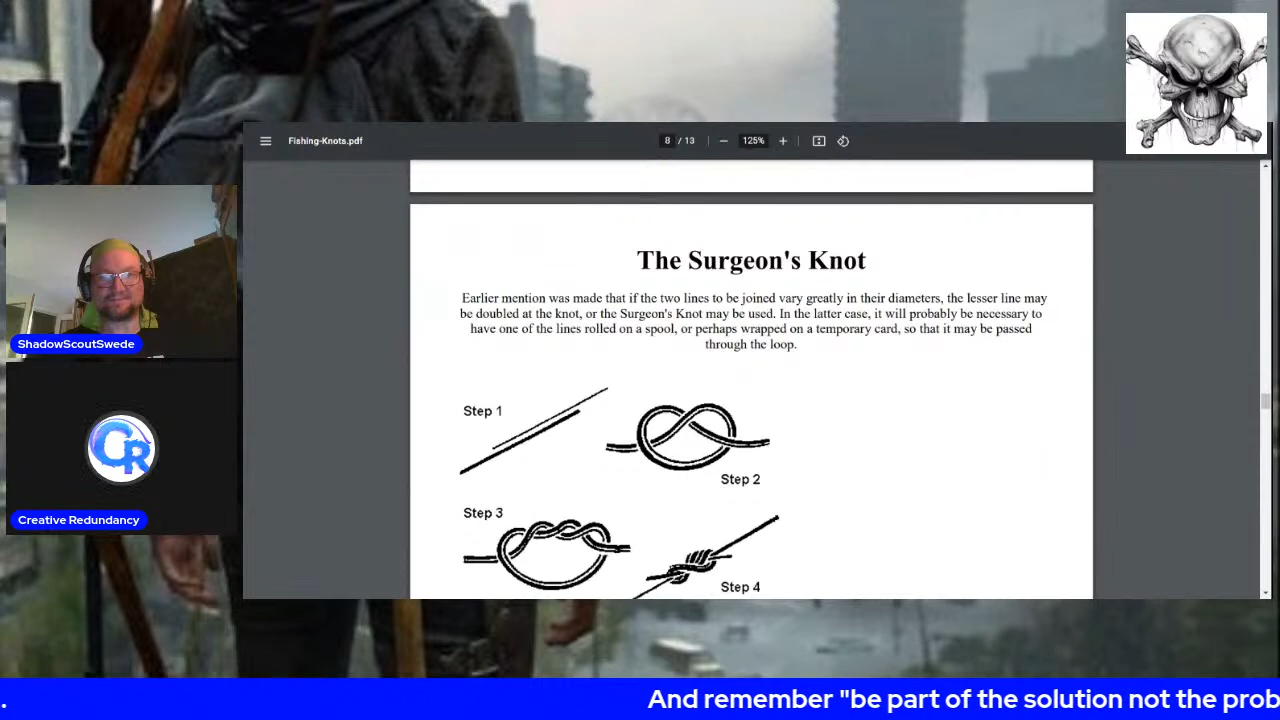 Fishing-Knots.pdf
8 / 13
125%
The Surgeon's Knot
Earlier mention was made that if the two lines to be joined vary greatly in their diameters, the lesser line may
be doubled at the knot, or the Surgeon's Knot may be used. In the latter case, it will probably be necessary to
have one of the lines rolled on a spool, or perhaps wrapped on a temporary card, so that it may be passed
through the loop.
Step 1
Step 2
Step 3
Step 4
ShadowScoutSwede
CR
Creative Redundancy
. And remember "be part of the solution not the prob